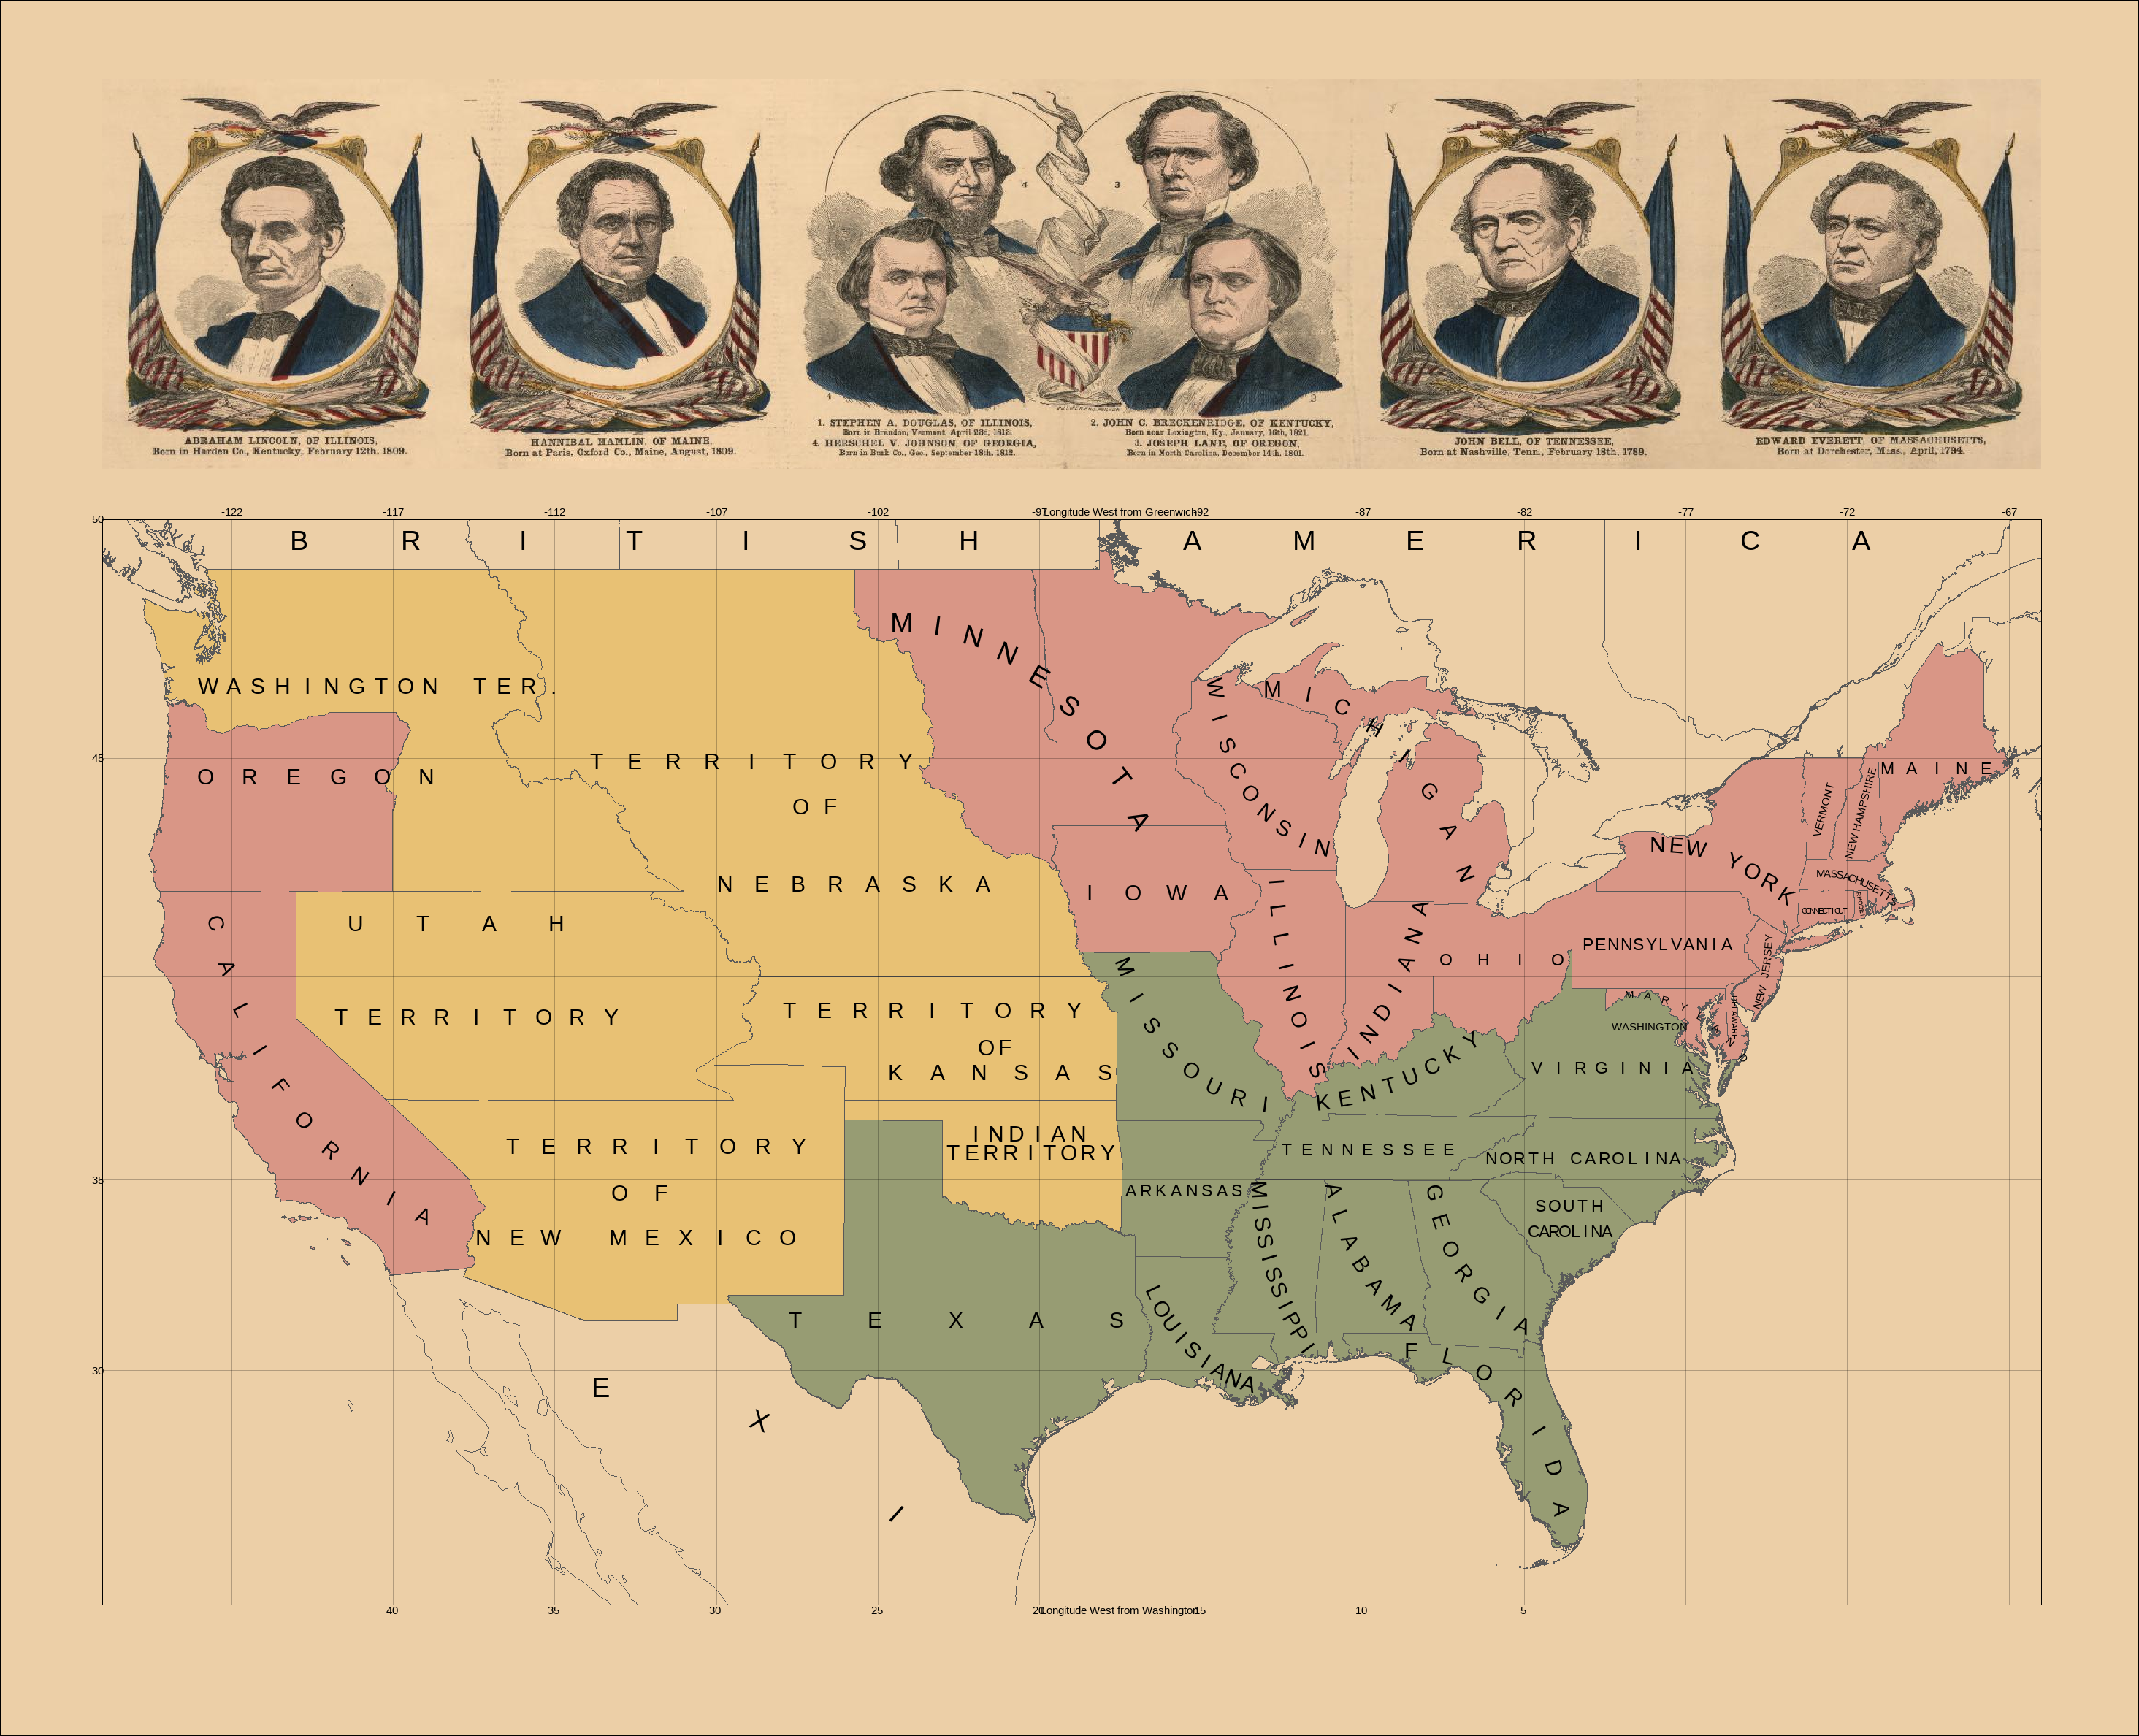 4
3
1
2
ABRAHAM LINCOLN, OF ILLINOIS,
Born in Harden Co., Kentucky, February 12th. 1809.
HANNIBAL HAMLIN, OF MAINE,
Born at Paris, Oxford Co., Maine, August, 1809.
1. STEPHEN A. DOUGLAS, OF ILLINOIS,
Born in Brandon, Vermont, April 23d, 1813.
4. HERSCHEL V. JOHNSON, OF GEORGIA,
Born in Burk Co., Geo., September 18th, 1812.
2. JOHN C. BRECKENRIDGE, OF KENTUCKY,
Born near Lexington, Ky., January, 16th, 1821.
3. JOSEPH LANE, OF OREGON,
Born in North Carolina, December 14th, 1801.
JOHN BELL, OF TENNESSEE,
Born at Nashville, Tenn., February 18th, 1789.
EDWARD EVERETT, OF MASSACHUSETTS,
Born at Dorchester, Mass., April, 1794.
-122 -117 -112 -107 -102 -97 Longitude West from Greenwich -92 -87 -82 -77 -72 -67
50
BRITISH AMERICA
MINNESOTA
WASHINGTON TER.
MICHIGAN
WISCONSIN
45
TERRITORY
OF
NEBRASKA
OREGON
MAINE
VERMONT
NEW HAMPSHIRE
NEW YORK
MASSACHUSETTS
CONNECTICUT
IOWA
UTAH
TERRITORY
CALIFORNIA
ILLINOIS
INDIANA
OHIO
PENNSYLVANIA
NEW JERSEY
MARYLAND
DELAWARE
WASHINGTON
VIRGINIA
TERRITORY
OF
KANSAS
MISSOURI
KENTUCKY
INDIAN
TERRITORY
TERRITORY
OF
NEW MEXICO
TENNESSEE
NORTH CAROLINA
35
ARKANSAS
MISSISSIPPI
ALABAMA
GEORGIA
SOUTH
CAROLINA
TEXAS
LOUISIANA
FLORIDA
30
E X I
40 35 30 25 20 Longitude West from Washington 15 10 5